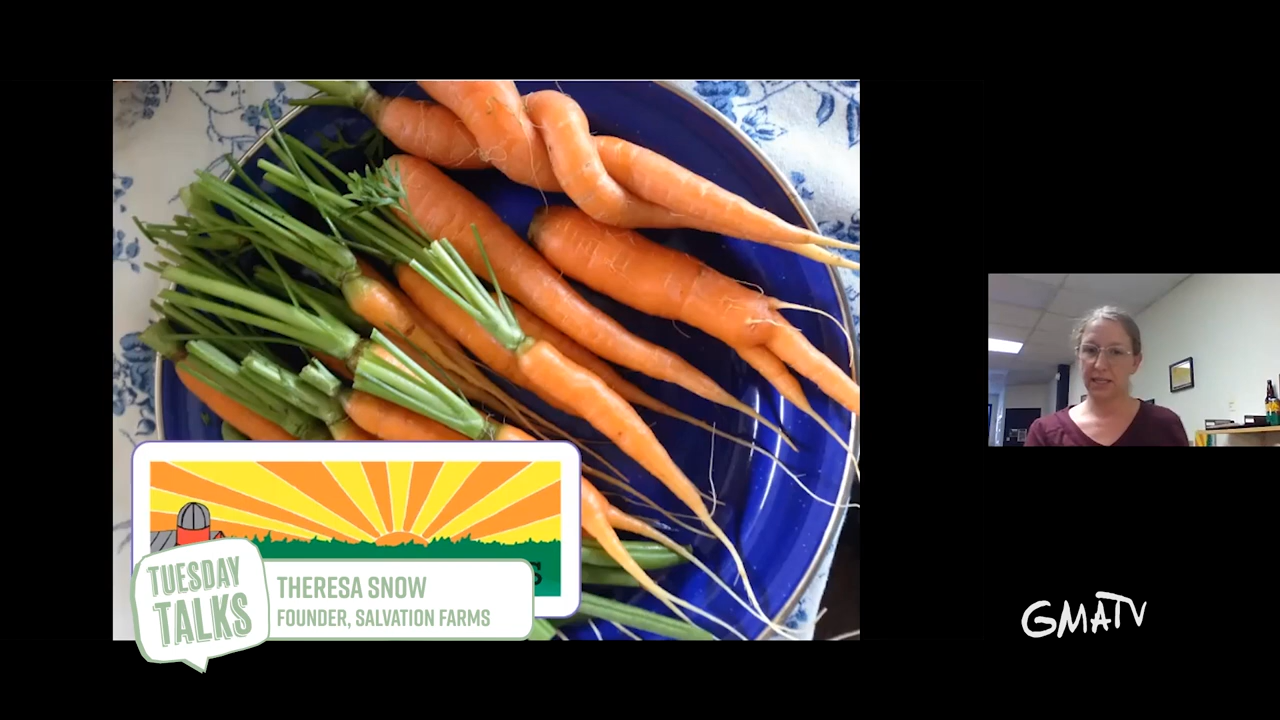 TUESDAY
TALKS
THERESA SNOW
FOUNDER, SALVATION FARMS
S
GMATV